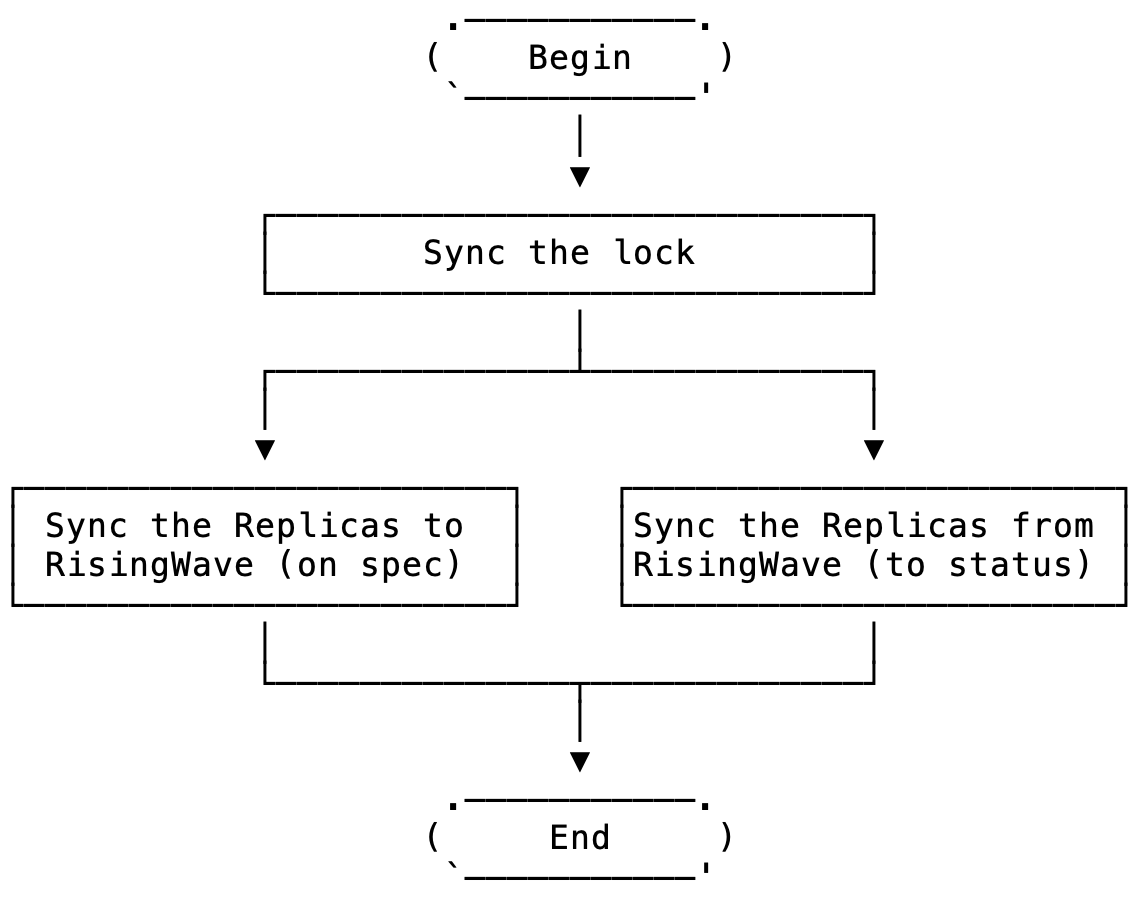 Begin
Sync the lock
Sync the Replicas to
RisingWave (on spec)
Sync the Replicas from
RisingWave (to status)
End